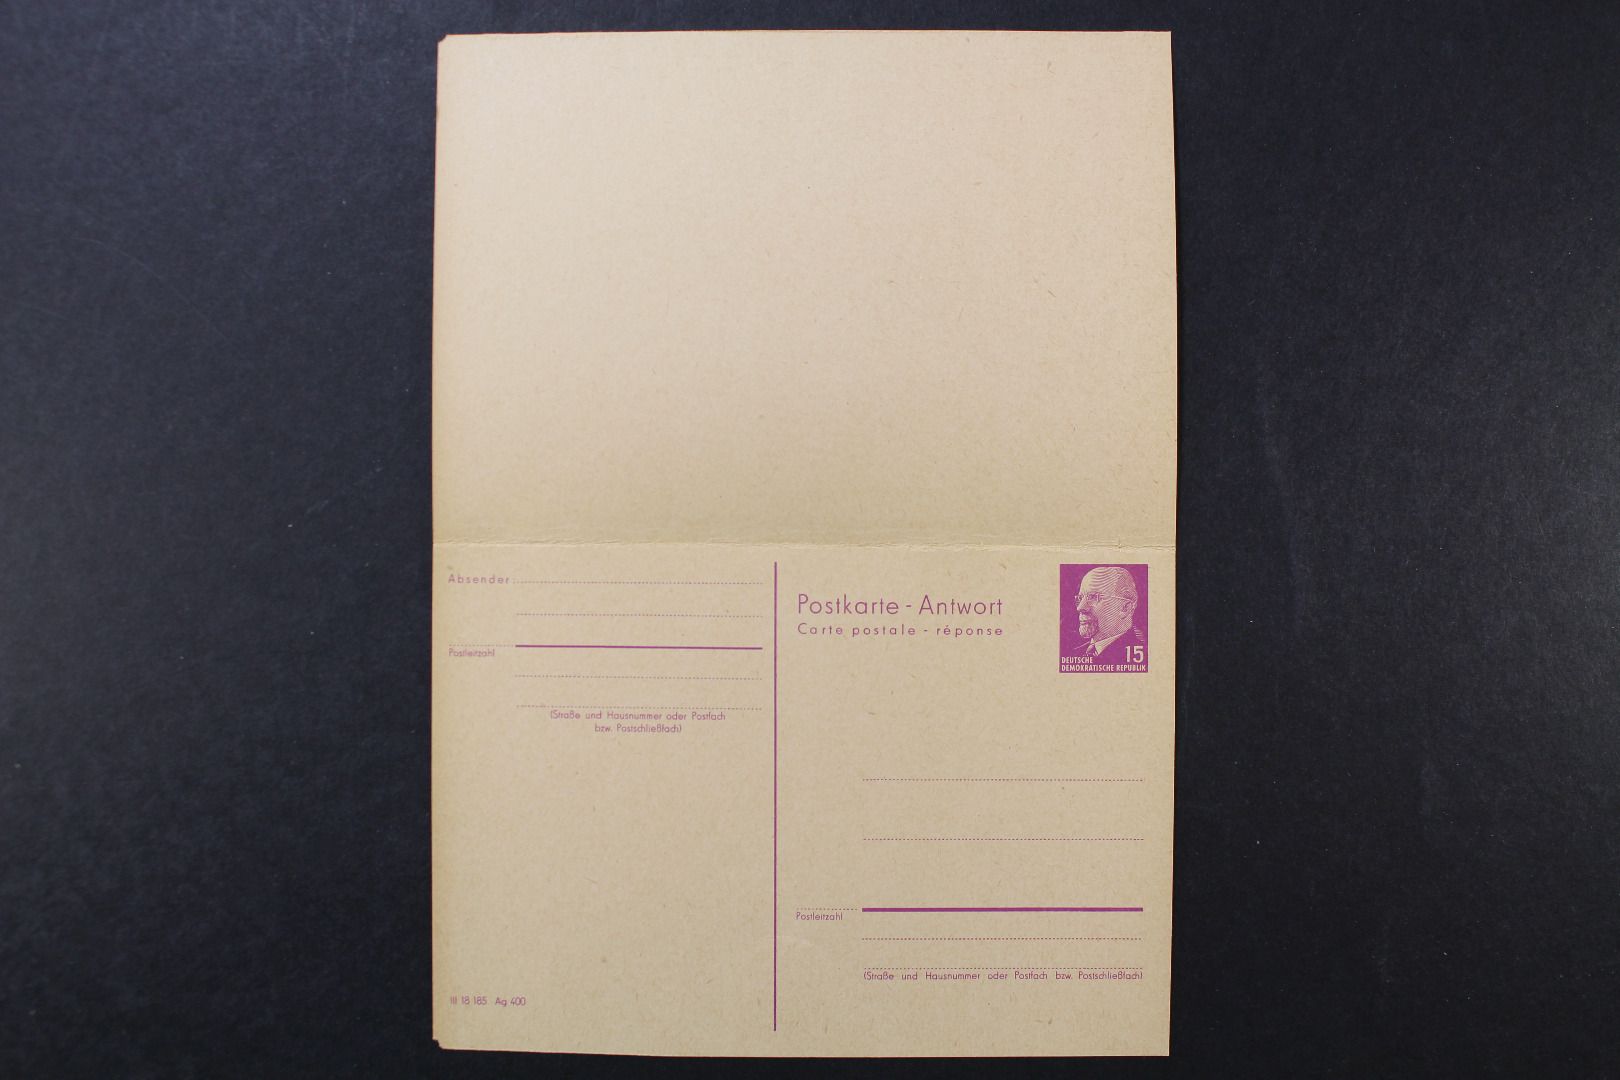 Absender
Postleitzahl
(Straße und Hausnummer oder Postfach
bzw. Postschließfach)
III 18 185 Ag 400
Postkarte - Antwort
Carte postale - réponse
15
DEUTSCHE
DEMOKRATISCHE REPUBLIK
Postleitzahl
(Straße und Hausnummer oder Postfach bzw. Postschließfach)